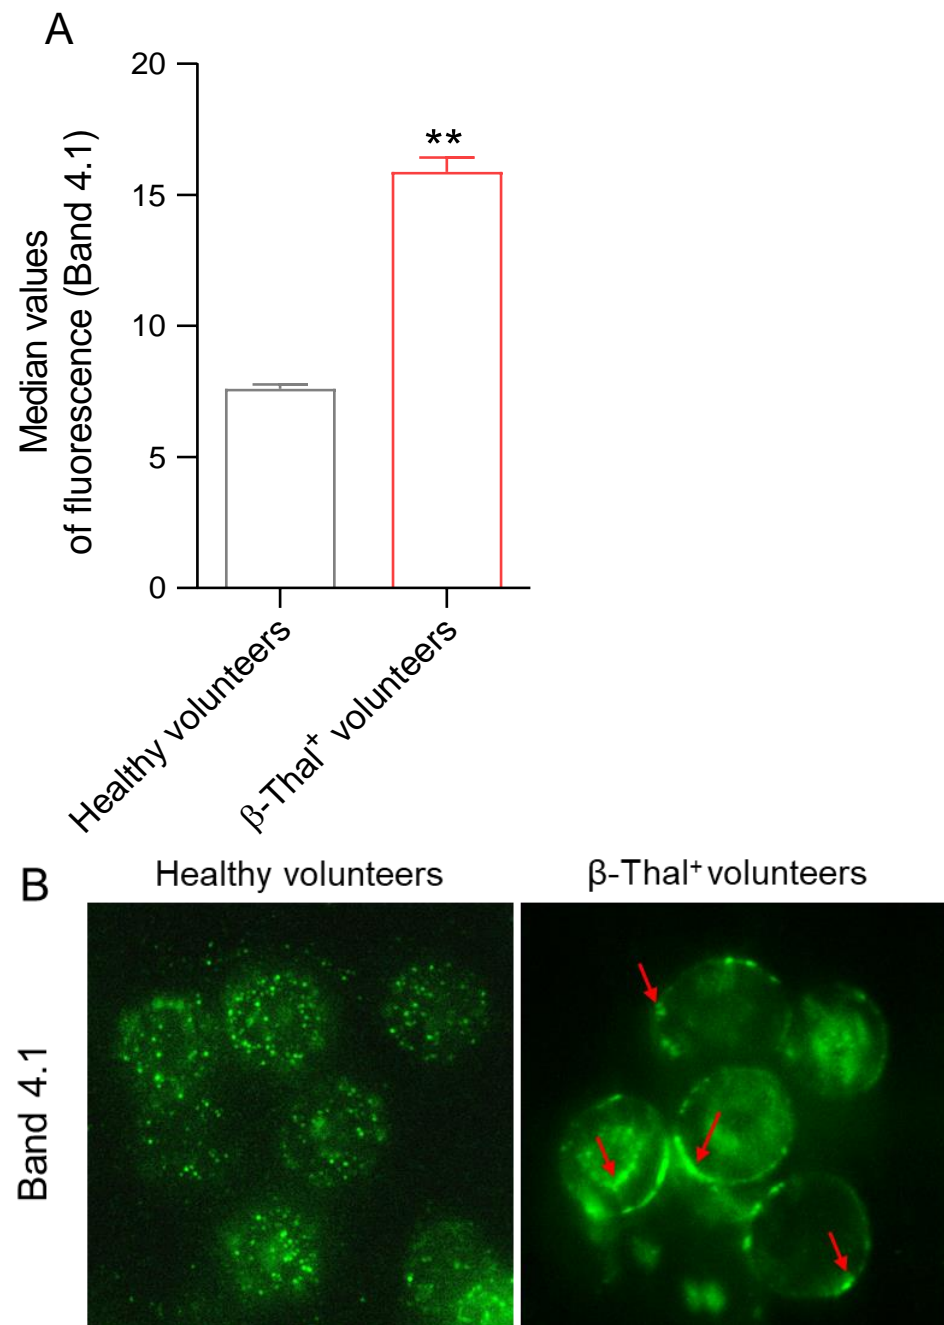 A
20
15
10
5
0
Median values
of fluorescence (Band 4.1)
**
Healthy volunteers
β-Thal⁺ volunteers
B
Healthy volunteers
β-Thal⁺ volunteers
Band 4.1